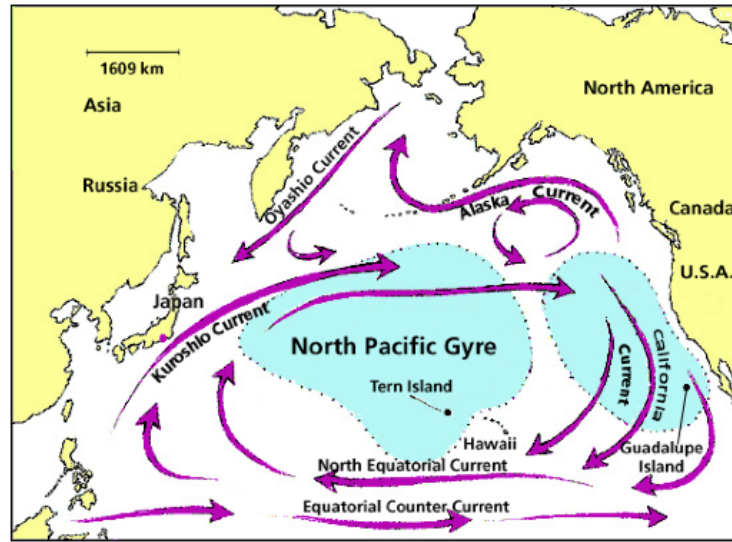 1609 km
North America
Asia
Oyashio Current
Russia
Alaska Current
Canada
U.S.A.
Japan
Kuroshio Current
North Pacific Gyre
California Current
Tern Island
Hawaii
Guadalupe
Island
North Equatorial Current
Equatorial Counter Current